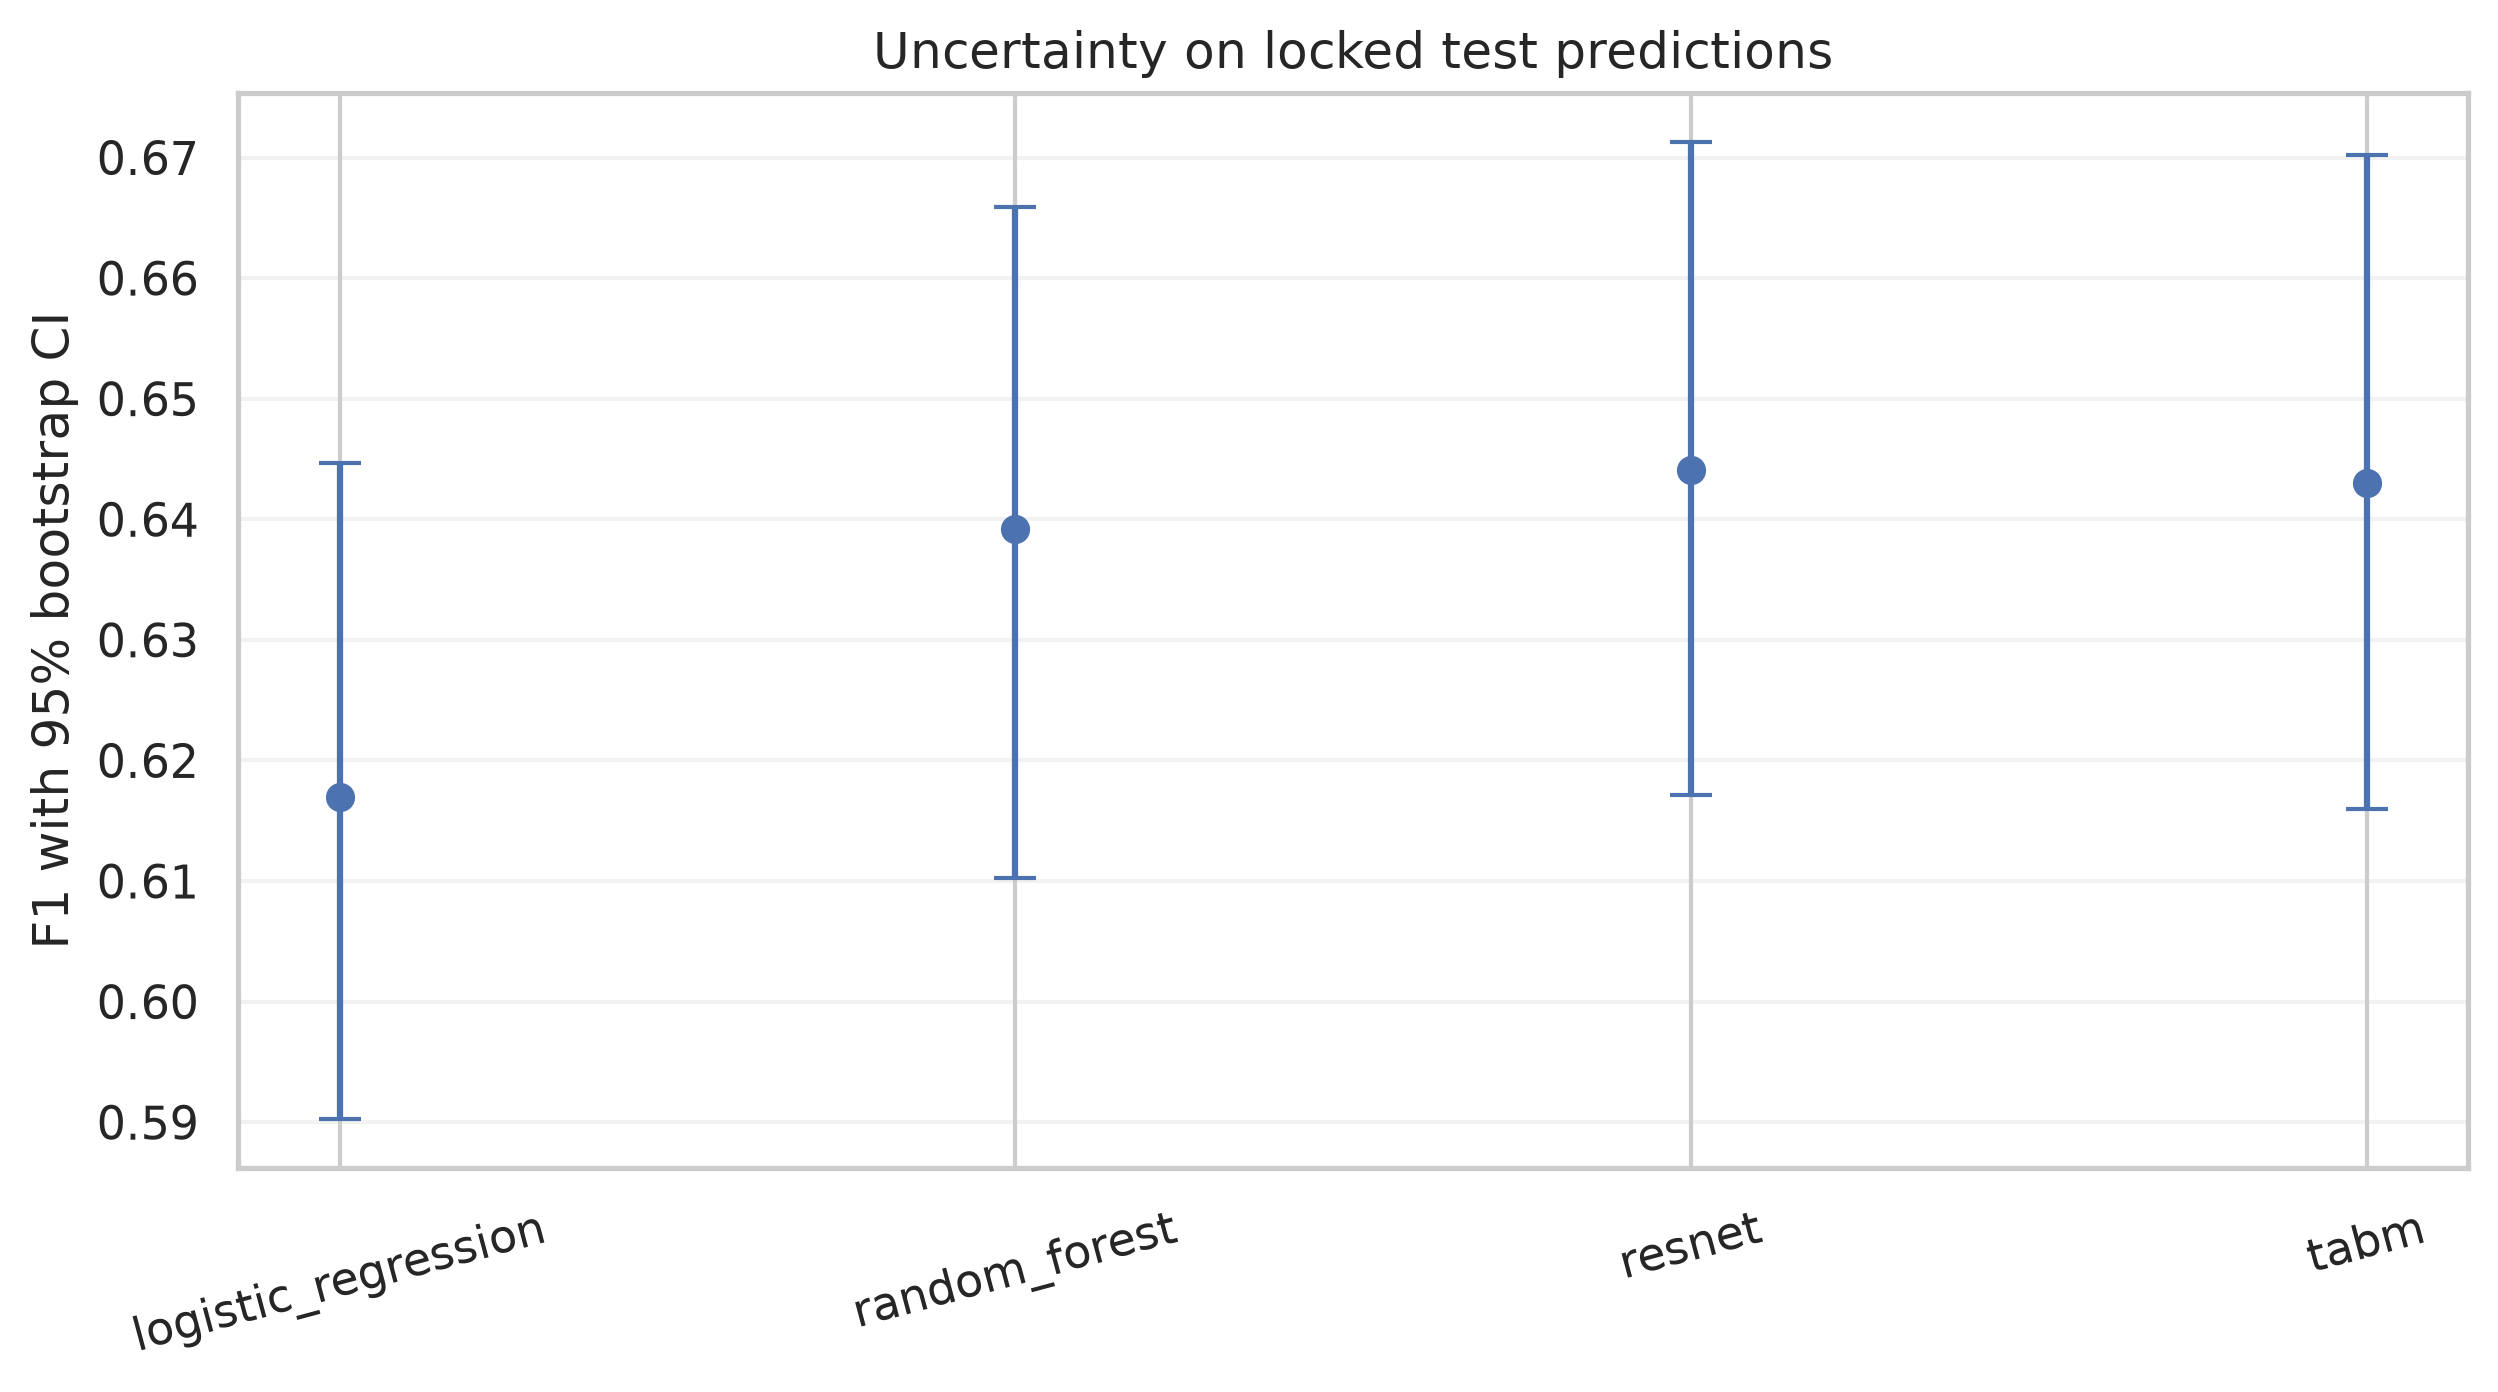 Uncertainty on locked test predictions
F1 with 95% bootstrap CI
0.67
0.66
0.65
0.64
0.63
0.62
0.61
0.60
0.59
logistic_regression
random_forest
resnet
tabm